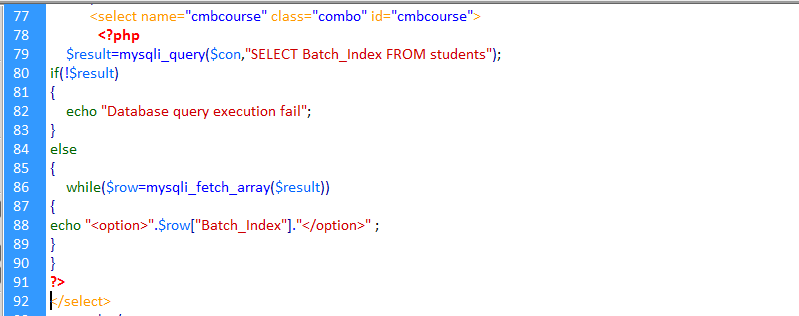 77 <select name="cmbcourse" class="combo" id="cmbcourse">
78 <?php
79 $result=mysqli_query($con,"SELECT Batch_Index FROM students");
80 if(!$result)
81 {
82 echo "Database query execution fail";
83 }
84 else
85 {
86 while($row=mysqli_fetch_array($result))
87 {
88 echo "<option>".$row["Batch_Index"]."</option>" ;
89 }
90 }
91 ?>
92 </select>